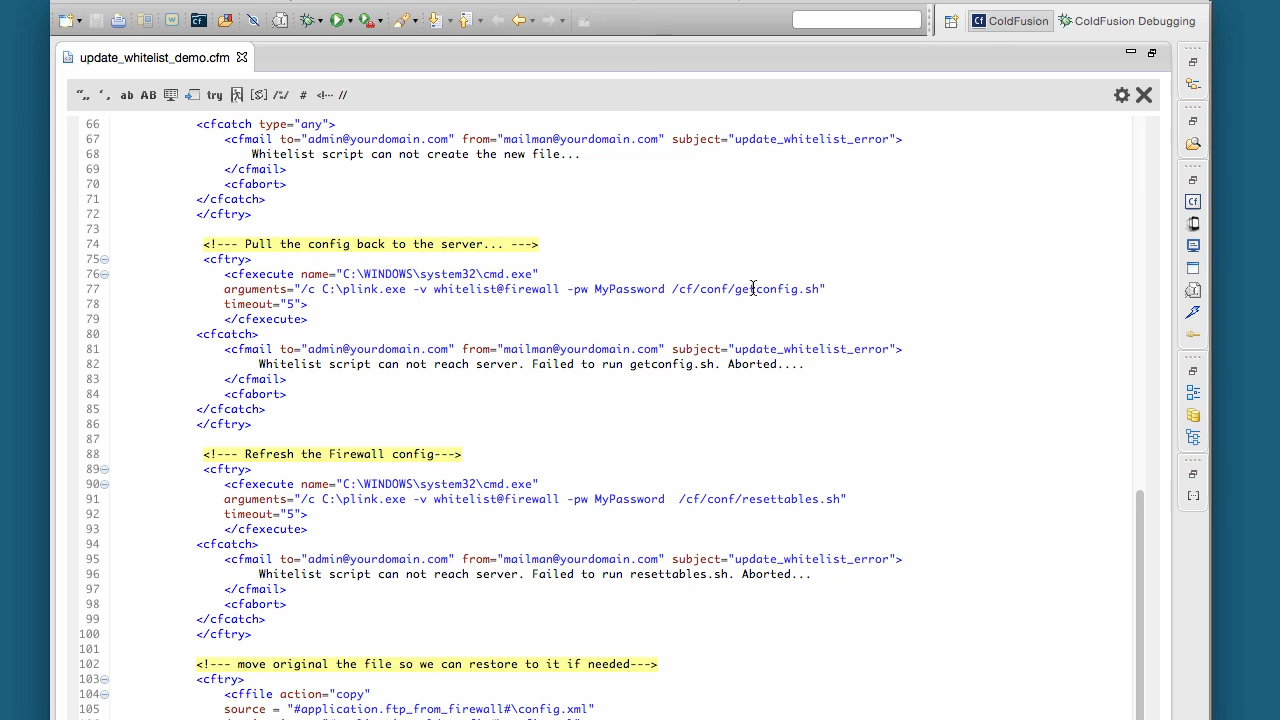 ColdFusion ColdFusion Debugging
update_whitelist_demo.cfm
“„ ‘, ab AB try # <!-- //
66 <cfcatch type="any">
67 <cfmail to="admin@yourdomain.com" from="mailman@yourdomain.com" subject="update_whitelist_error">
68 Whitelist script can not create the new file...
69 </cfmail>
70 <cfabort>
71 </cfcatch>
72 </cftry>
73
74 <!--- Pull the config back to the server... --->
75 <cftry>
76 <cfexecute name="C:\WINDOWS\system32\cmd.exe"
77 arguments="/c C:\plink.exe -v whitelist@firewall -pw MyPassword /cf/conf/getconfig.sh"
78 timeout="5">
79 </cfexecute>
80 <cfcatch>
81 <cfmail to="admin@yourdomain.com" from="mailman@yourdomain.com" subject="update_whitelist_error">
82 Whitelist script can not reach server. Failed to run getconfig.sh. Aborted....
83 </cfmail>
84 <cfabort>
85 </cfcatch>
86 </cftry>
87
88 <!--- Refresh the Firewall config--->
89 <cftry>
90 <cfexecute name="C:\WINDOWS\system32\cmd.exe"
91 arguments="/c C:\plink.exe -v whitelist@firewall -pw MyPassword  /cf/conf/resettables.sh"
92 timeout="5">
93 </cfexecute>
94 <cfcatch>
95 <cfmail to="admin@yourdomain.com" from="mailman@yourdomain.com" subject="update_whitelist_error">
96 Whitelist script can not reach server. Failed to run resettables.sh. Aborted...
97 </cfmail>
98 <cfabort>
99 </cfcatch>
100 </cftry>
101
102 <!--- move original the file so we can restore to it if needed--->
103 <cftry>
104 <cffile action="copy"
105 source = "#application.ftp_from_firewall#\config.xml"